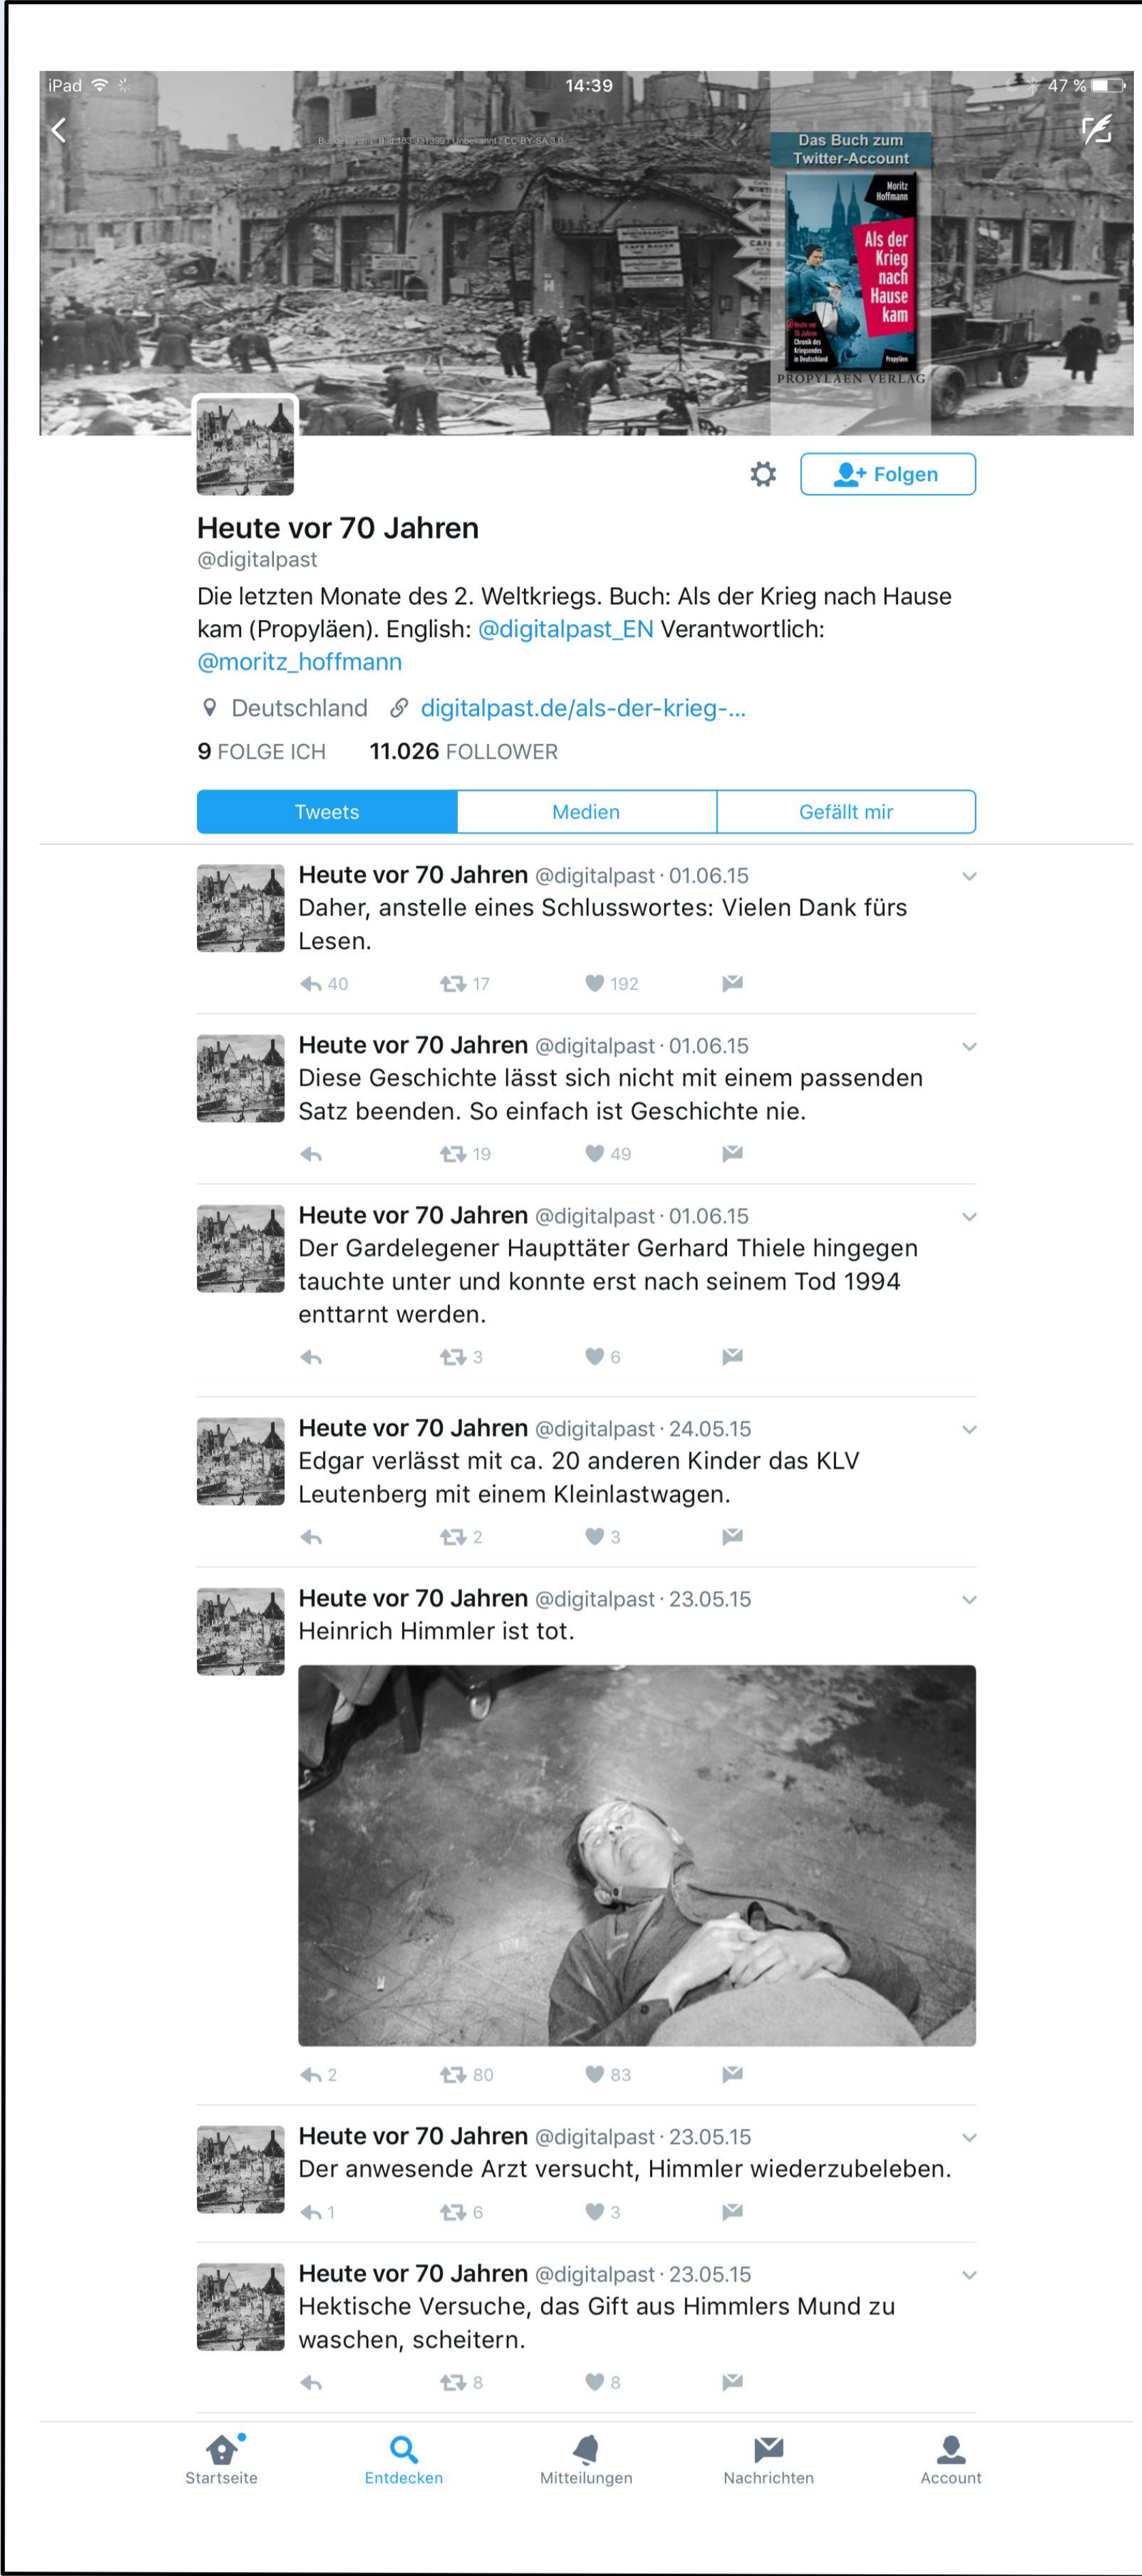 iPad
14:39
47 %
Das Buch zum
Twitter-Account
Moritz
Hoffmann
Als der
Krieg
nach
Hause
kam
Heute vor
70 Jahren
Chronik des
Kriegsendes
in Deutschland
Propyläen
PROPYLÄEN VERLAG
Folgen
Heute vor 70 Jahren
@digitalpast
Die letzten Monate des 2. Weltkriegs. Buch: Als der Krieg nach Hause
kam (Propyläen). English: @digitalpast_EN Verantwortlich:
@moritz_hoffmann
Deutschland digitalpast.de/als-der-krieg-...
9 FOLGE ICH 11.026 FOLLOWER
Tweets Medien Gefällt mir
Heute vor 70 Jahren @digitalpast · 01.06.15
Daher, anstelle eines Schlusswortes: Vielen Dank fürs
Lesen.
40 17 192
Heute vor 70 Jahren @digitalpast · 01.06.15
Diese Geschichte lässt sich nicht mit einem passenden
Satz beenden. So einfach ist Geschichte nie.
19 49
Heute vor 70 Jahren @digitalpast · 01.06.15
Der Gardelegener Haupttäter Gerhard Thiele hingegen
tauchte unter und konnte erst nach seinem Tod 1994
enttarnt werden.
3 6
Heute vor 70 Jahren @digitalpast · 24.05.15
Edgar verlässt mit ca. 20 anderen Kinder das KLV
Leutenberg mit einem Kleinlastwagen.
2 3
Heute vor 70 Jahren @digitalpast · 23.05.15
Heinrich Himmler ist tot.
2 80 83
Heute vor 70 Jahren @digitalpast · 23.05.15
Der anwesende Arzt versucht, Himmler wiederzubeleben.
1 6 3
Heute vor 70 Jahren @digitalpast · 23.05.15
Hektische Versuche, das Gift aus Himmlers Mund zu
waschen, scheitern.
8 8
Startseite Entdecken Mitteilungen Nachrichten Account